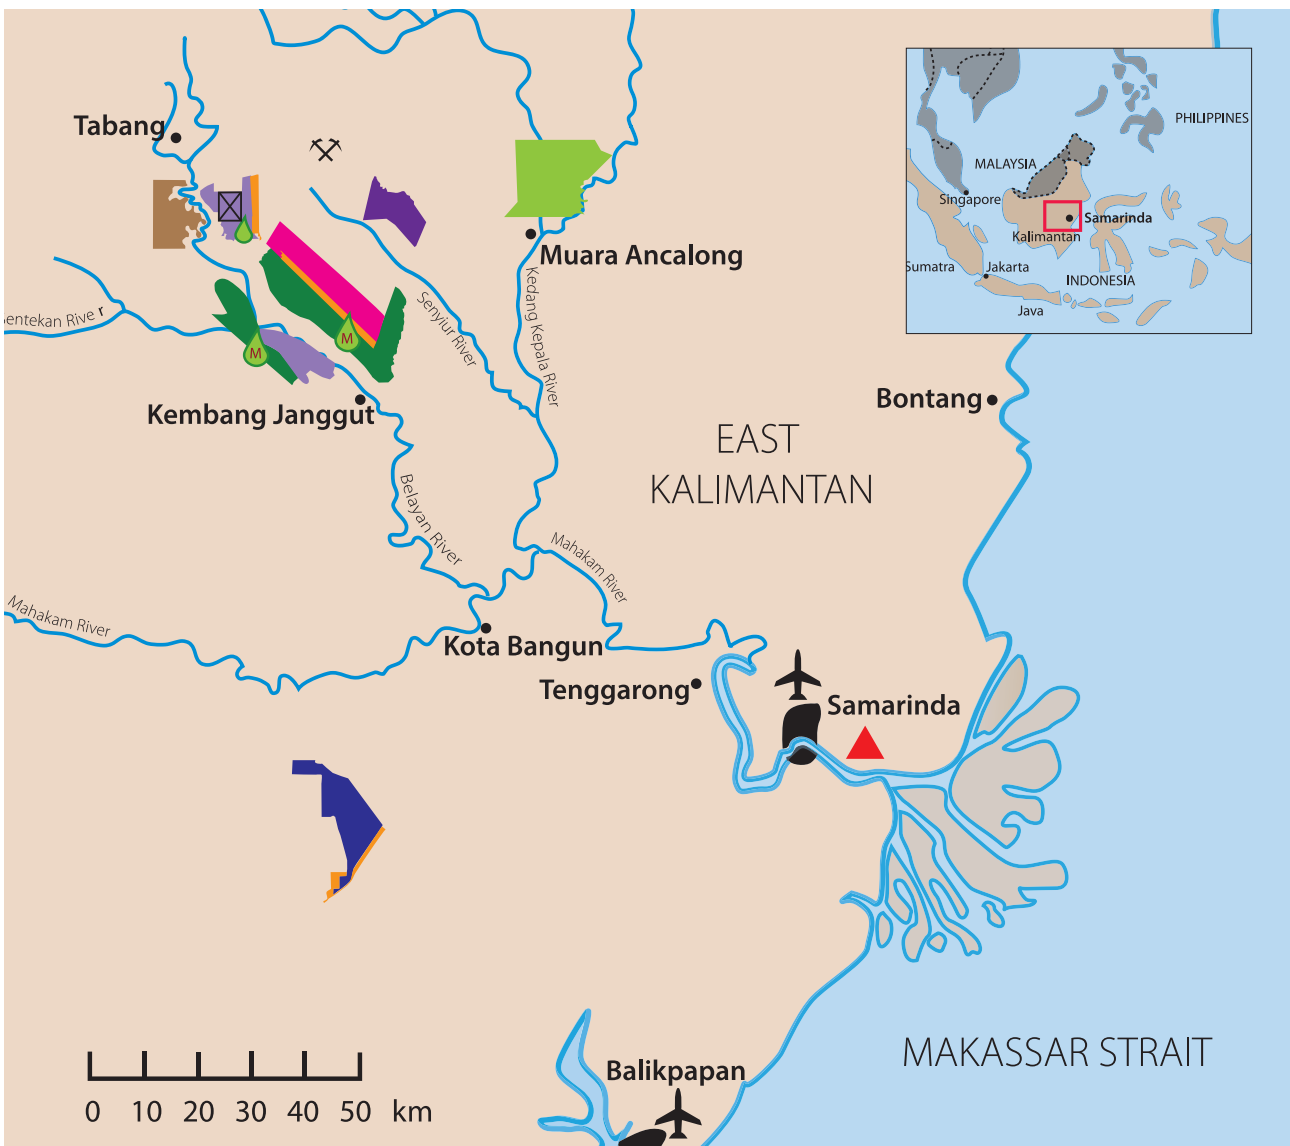 PHILIPPINES
MALAYSIA
Singapore
Samarinda
Kalimantan
Sumatra
Jakarta
INDONESIA
Java
Tabang
Muara Ancalong
Kedang Kepala River
Senyiur River
River
M
M
Kembang Janggut
Bontang
EAST
KALIMANTAN
Belayan River
Mahakam River
Mahakam River
Kota Bangun
Tenggarong
Samarinda
MAKASSAR STRAIT
Balikpapan
0 10 20 30 40 50 km